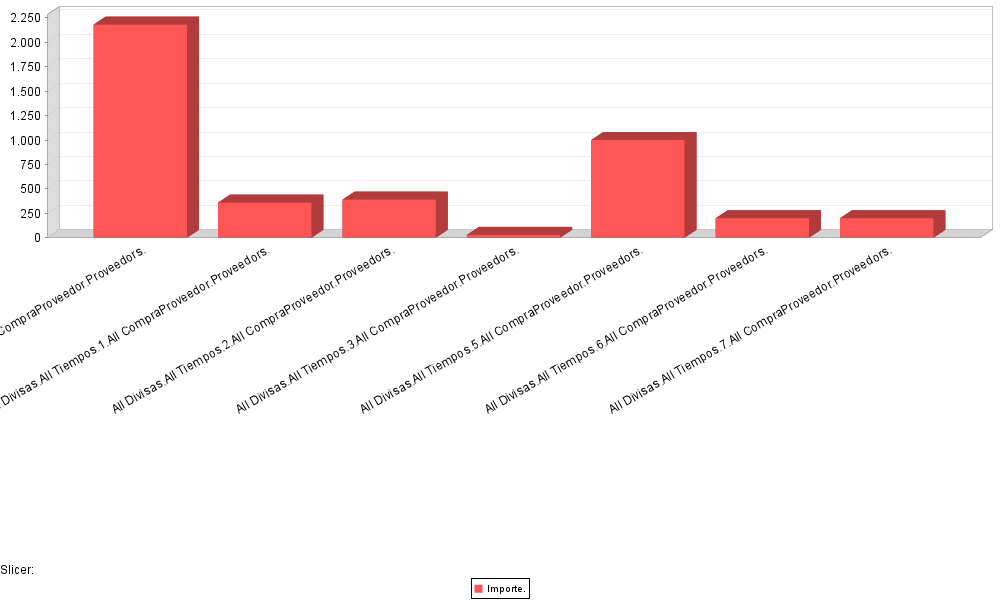 2.250
2.000
1.750
1.500
1.250
1.000
750
500
250
0
CompraProveedor.Proveedors.
Divisas.All Tiempos.1.All CompraProveedor.Proveedors.
All Divisas.All Tiempos.2.All CompraProveedor.Proveedors.
All Divisas.All Tiempos.3.All CompraProveedor.Proveedors.
All Divisas.All Tiempos.5.All CompraProveedor.Proveedors.
All Divisas.All Tiempos.6.All CompraProveedor.Proveedors.
All Divisas.All Tiempos.7.All CompraProveedor.Proveedors.
Slicer:
Importe.